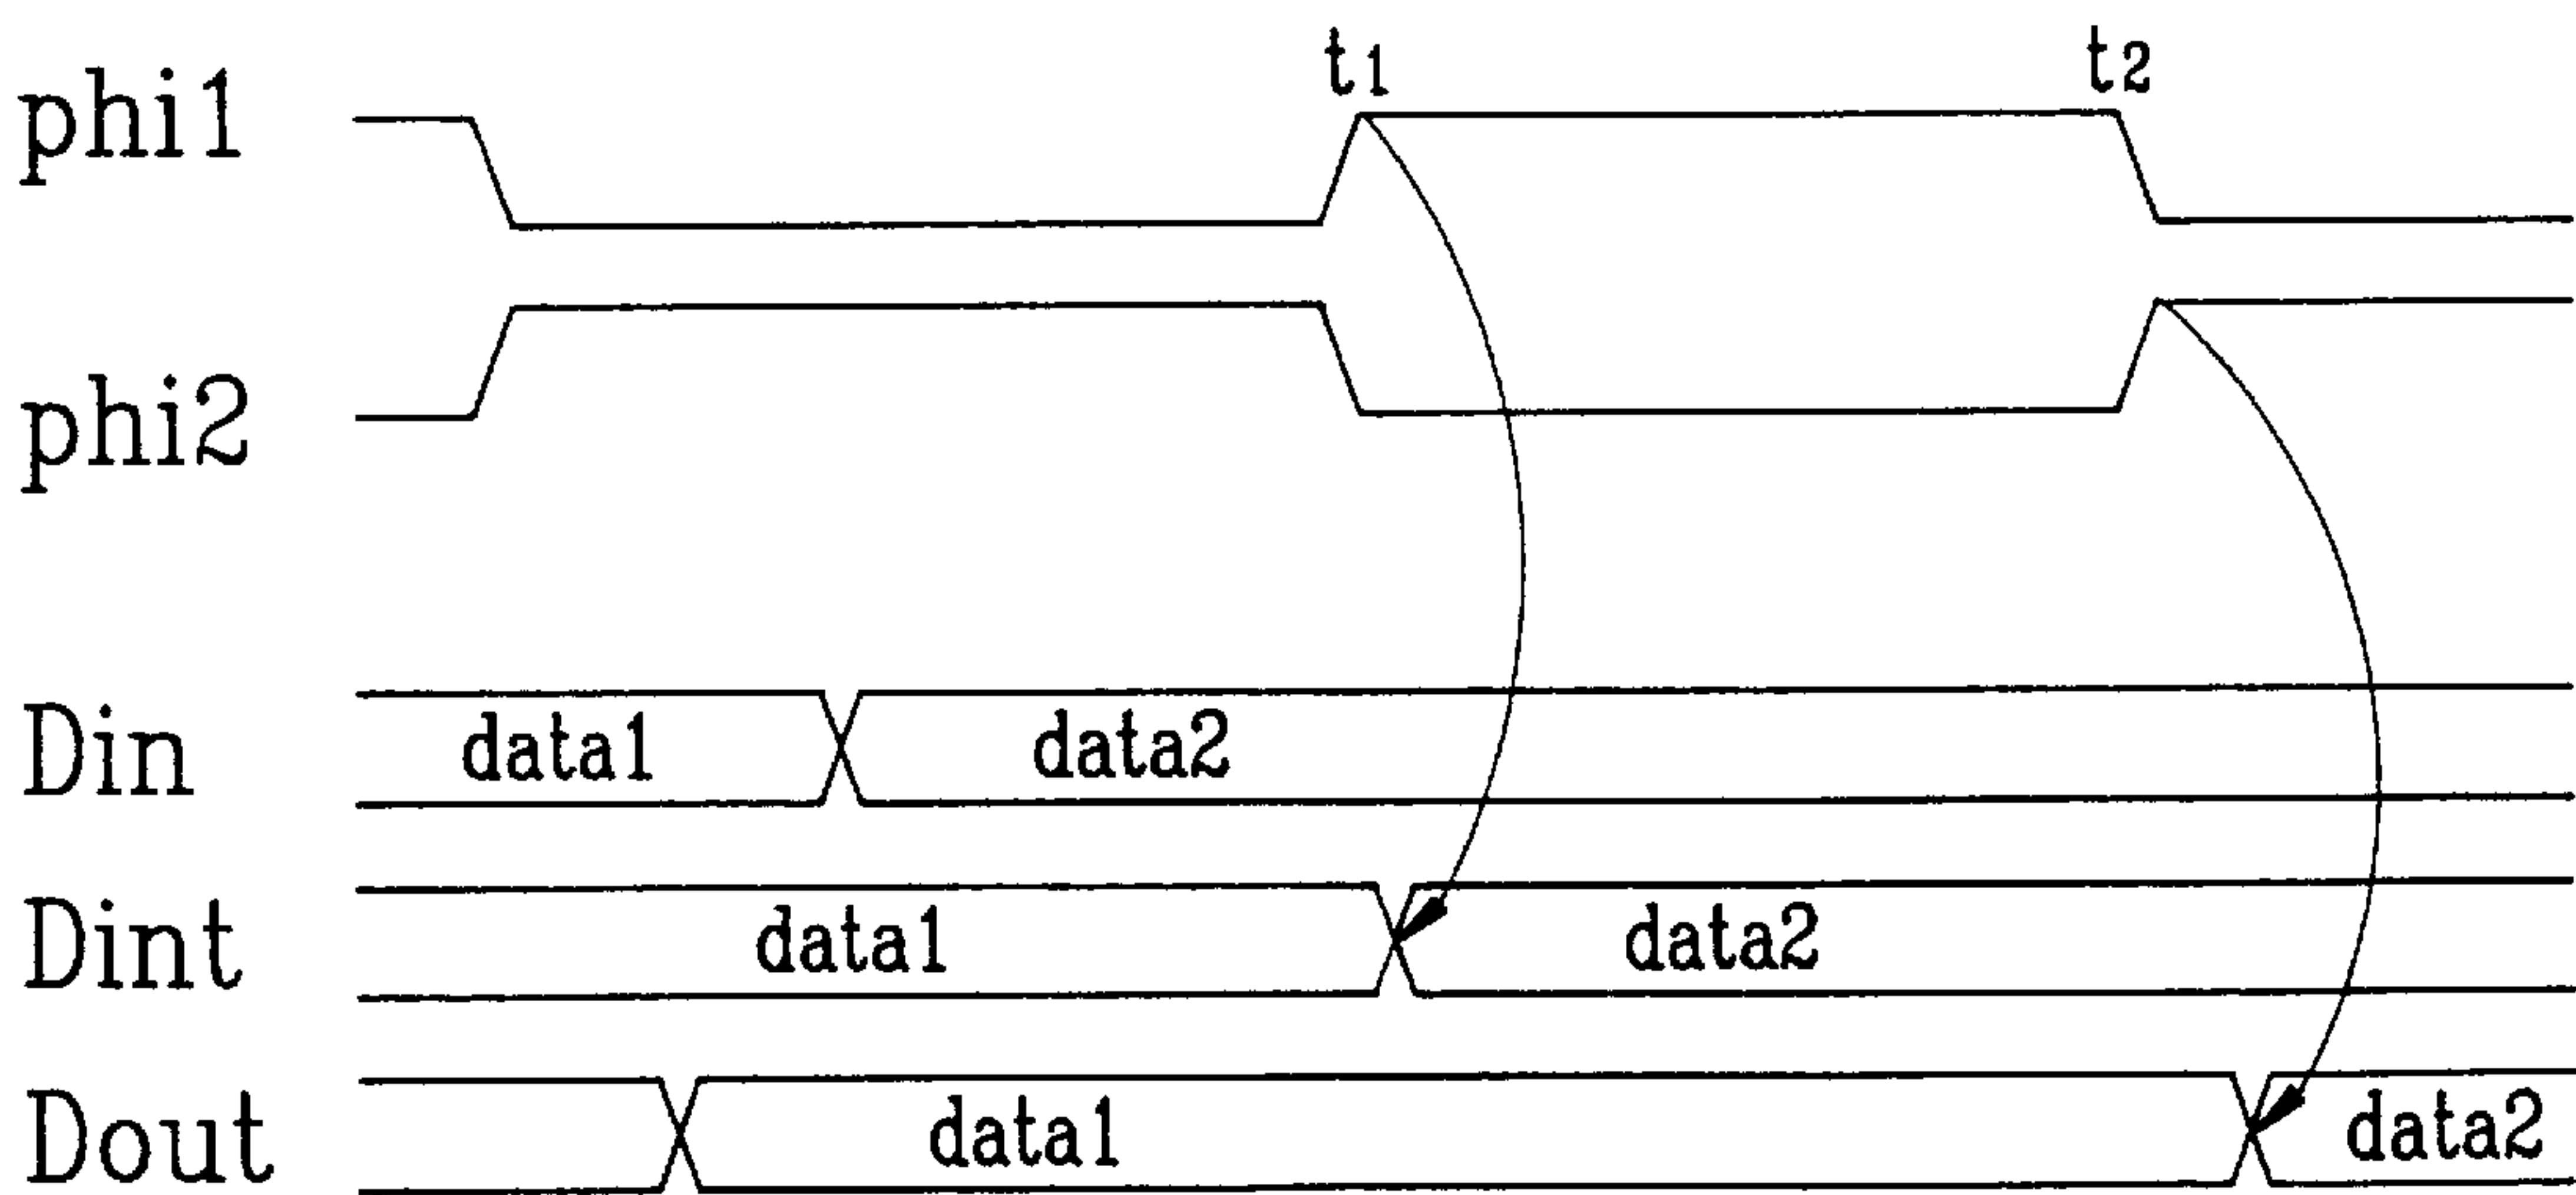 t1 t2
phi1
phi2
Din data1 data2
Dint data1 data2
Dout data1 data2